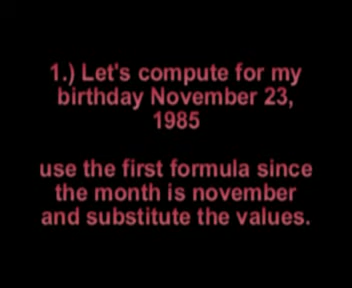 1.) Let's compute for my
birthday November 23,
1985
use the first formula since
the month is november
and substitute the values.